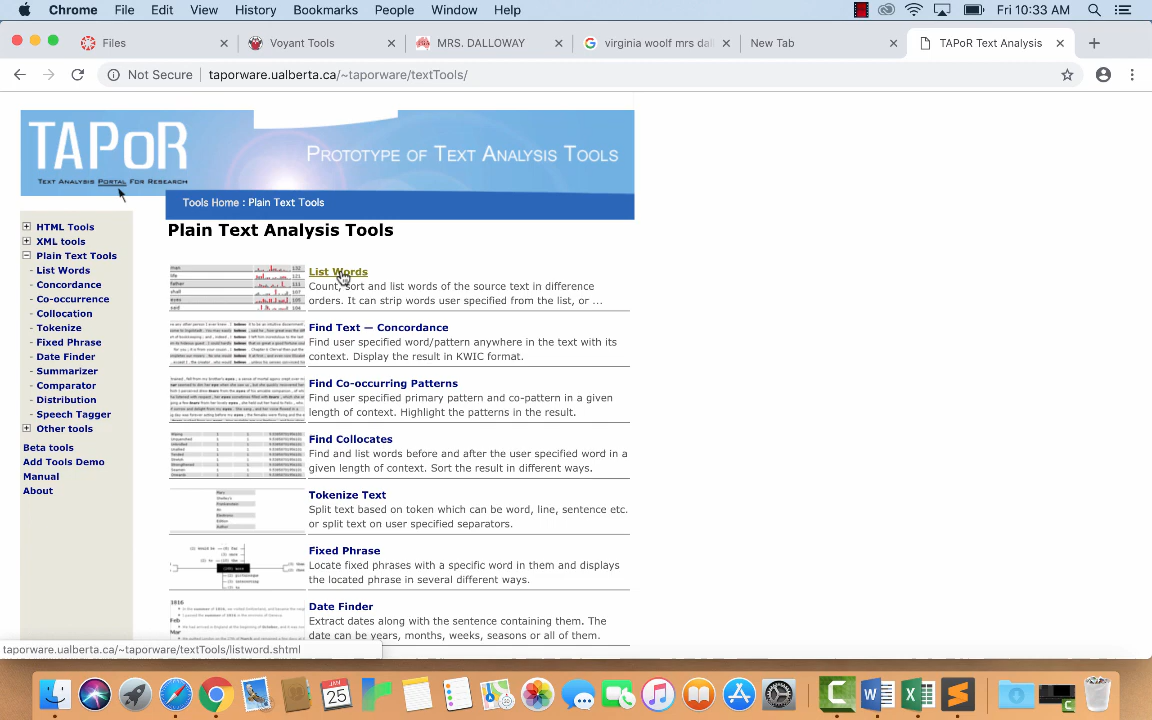 Chrome File Edit View History Bookmarks People Window Help Fri 10:33 AM
Files Voyant Tools MRS. DALLOWAY virginia woolf mrs dal New Tab TAPoR Text Analysis
Not Secure taporware.ualberta.ca/~taporware/textTools/
TAPoR
TEXT ANALYSIS PORTAL FOR RESEARCH
PROTOTYPE OF TEXT ANALYSIS TOOLS
Tools Home : Plain Text Tools
HTML Tools
XML tools
Plain Text Tools
- List Words
- Concordance
- Co-occurrence
- Collocation
- Tokenize
- Fixed Phrase
- Date Finder
- Summarizer
- Comparator
- Distribution
- Speech Tagger
Other tools
Beta tools
Add Tools Demo
Manual
About
Plain Text Analysis Tools
List Words
Count, sort and list words of the source text in difference
orders. It can strip words user specified from the list, or ...
Find Text — Concordance
Find user specified word/pattern anywhere in the text with its
context. Display the result in KWIC format.
Find Co-occurring Patterns
Find user specified primary pattern and co-pattern in a given
length of context. Highlight the patterns in the result.
Find Collocates
Find and list words before and after the user specified word in a
given length of context. Sort the result in different ways.
Tokenize Text
Split text based on token which can be word, line, sentence etc.
or split text on user specified separators.
Fixed Phrase
Locate fixed phrases with a specific word in them and displays
the located phrase in several different ways.
1816
Feb
Mar
Date Finder
Extract dates along with the sentence containing them. The
date can be years, months, weeks, seasons or all of them.
taporware.ualberta.ca/~taporware/textTools/listword.shtml
JAN
25